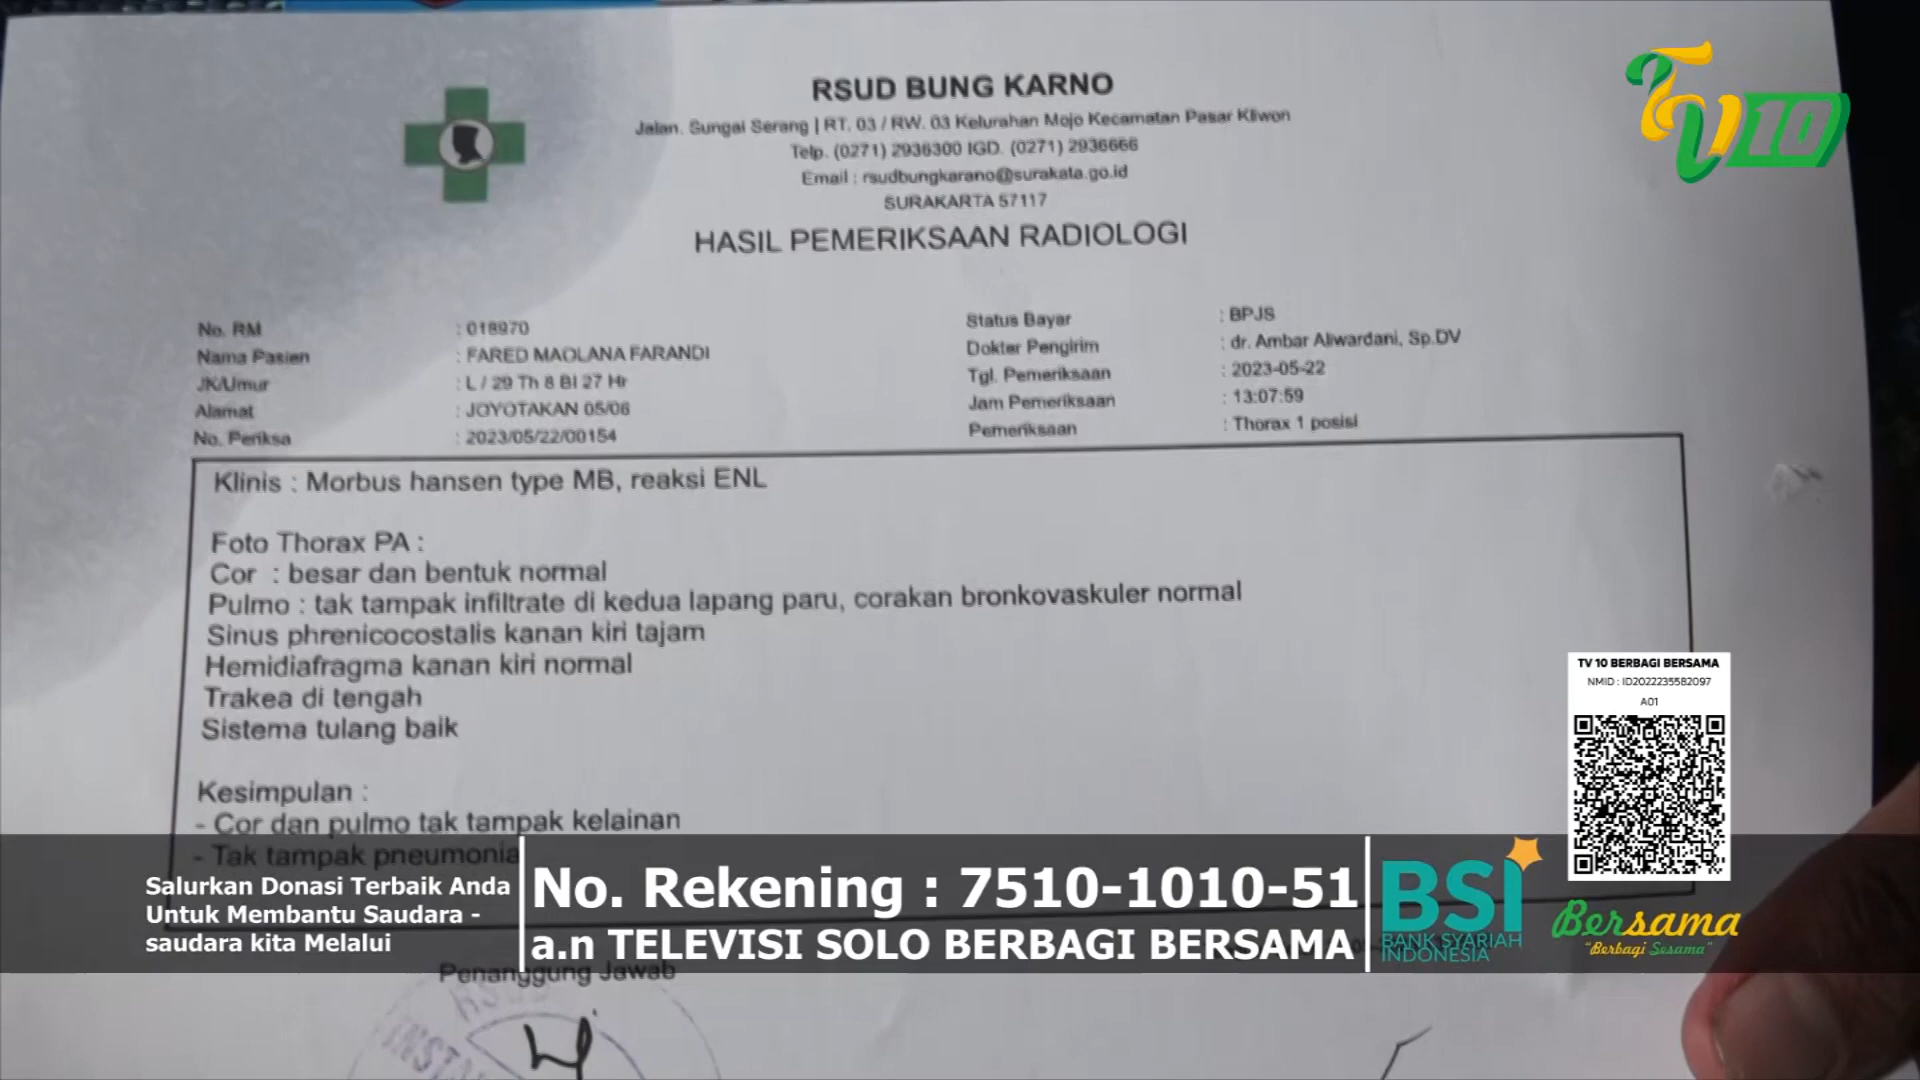 RSUD BUNG KARNO
Jalan. Sungai Serang | RT. 03 / RW. 03 Kelurahan Mojo Kecamatan Pasar Kliwon
Telp. (0271) 2936300 IGD. (0271) 2936666
Email : rsudbungkarano@surakata.go.id
SURAKARTA 57117
HASIL PEMERIKSAAN RADIOLOGI
TV10
No. RM : 018970
Nama Pasien : FARED MAOLANA FARANDI
JK/Umur : L / 29 Th 8 Bl 27 Hr
Alamat : JOYOTAKAN 05/06
No. Periksa : 2023/05/22/00154
Status Bayar : BPJS
Dokter Pengirim : dr. Ambar Aliwardani, Sp.DV
Tgl. Pemeriksaan : 2023-05-22
Jam Pemeriksaan : 13:07:59
Pemeriksaan : Thorax 1 posisi
Klinis : Morbus hansen type MB, reaksi ENL
Foto Thorax PA :
Cor : besar dan bentuk normal
Pulmo : tak tampak infiltrate di kedua lapang paru, corakan bronkovaskuler normal
Sinus phrenicocostalis kanan kiri tajam
Hemidiafragma kanan kiri normal
Trakea di tengah
Sistema tulang baik
Kesimpulan :
- Cor dan pulmo tak tampak kelainan
- Tak tampak pneumonia
Penanggung Jawab
TV 10 BERBAGI BERSAMA
NMID : ID2022235582097
A01
Salurkan Donasi Terbaik Anda
Untuk Membantu Saudara -
saudara kita Melalui
No. Rekening : 7510-1010-51
a.n TELEVISI SOLO BERBAGI BERSAMA
BSI
BANK SYARIAH
INDONESIA
Bersama
"Berbagi Sesama"